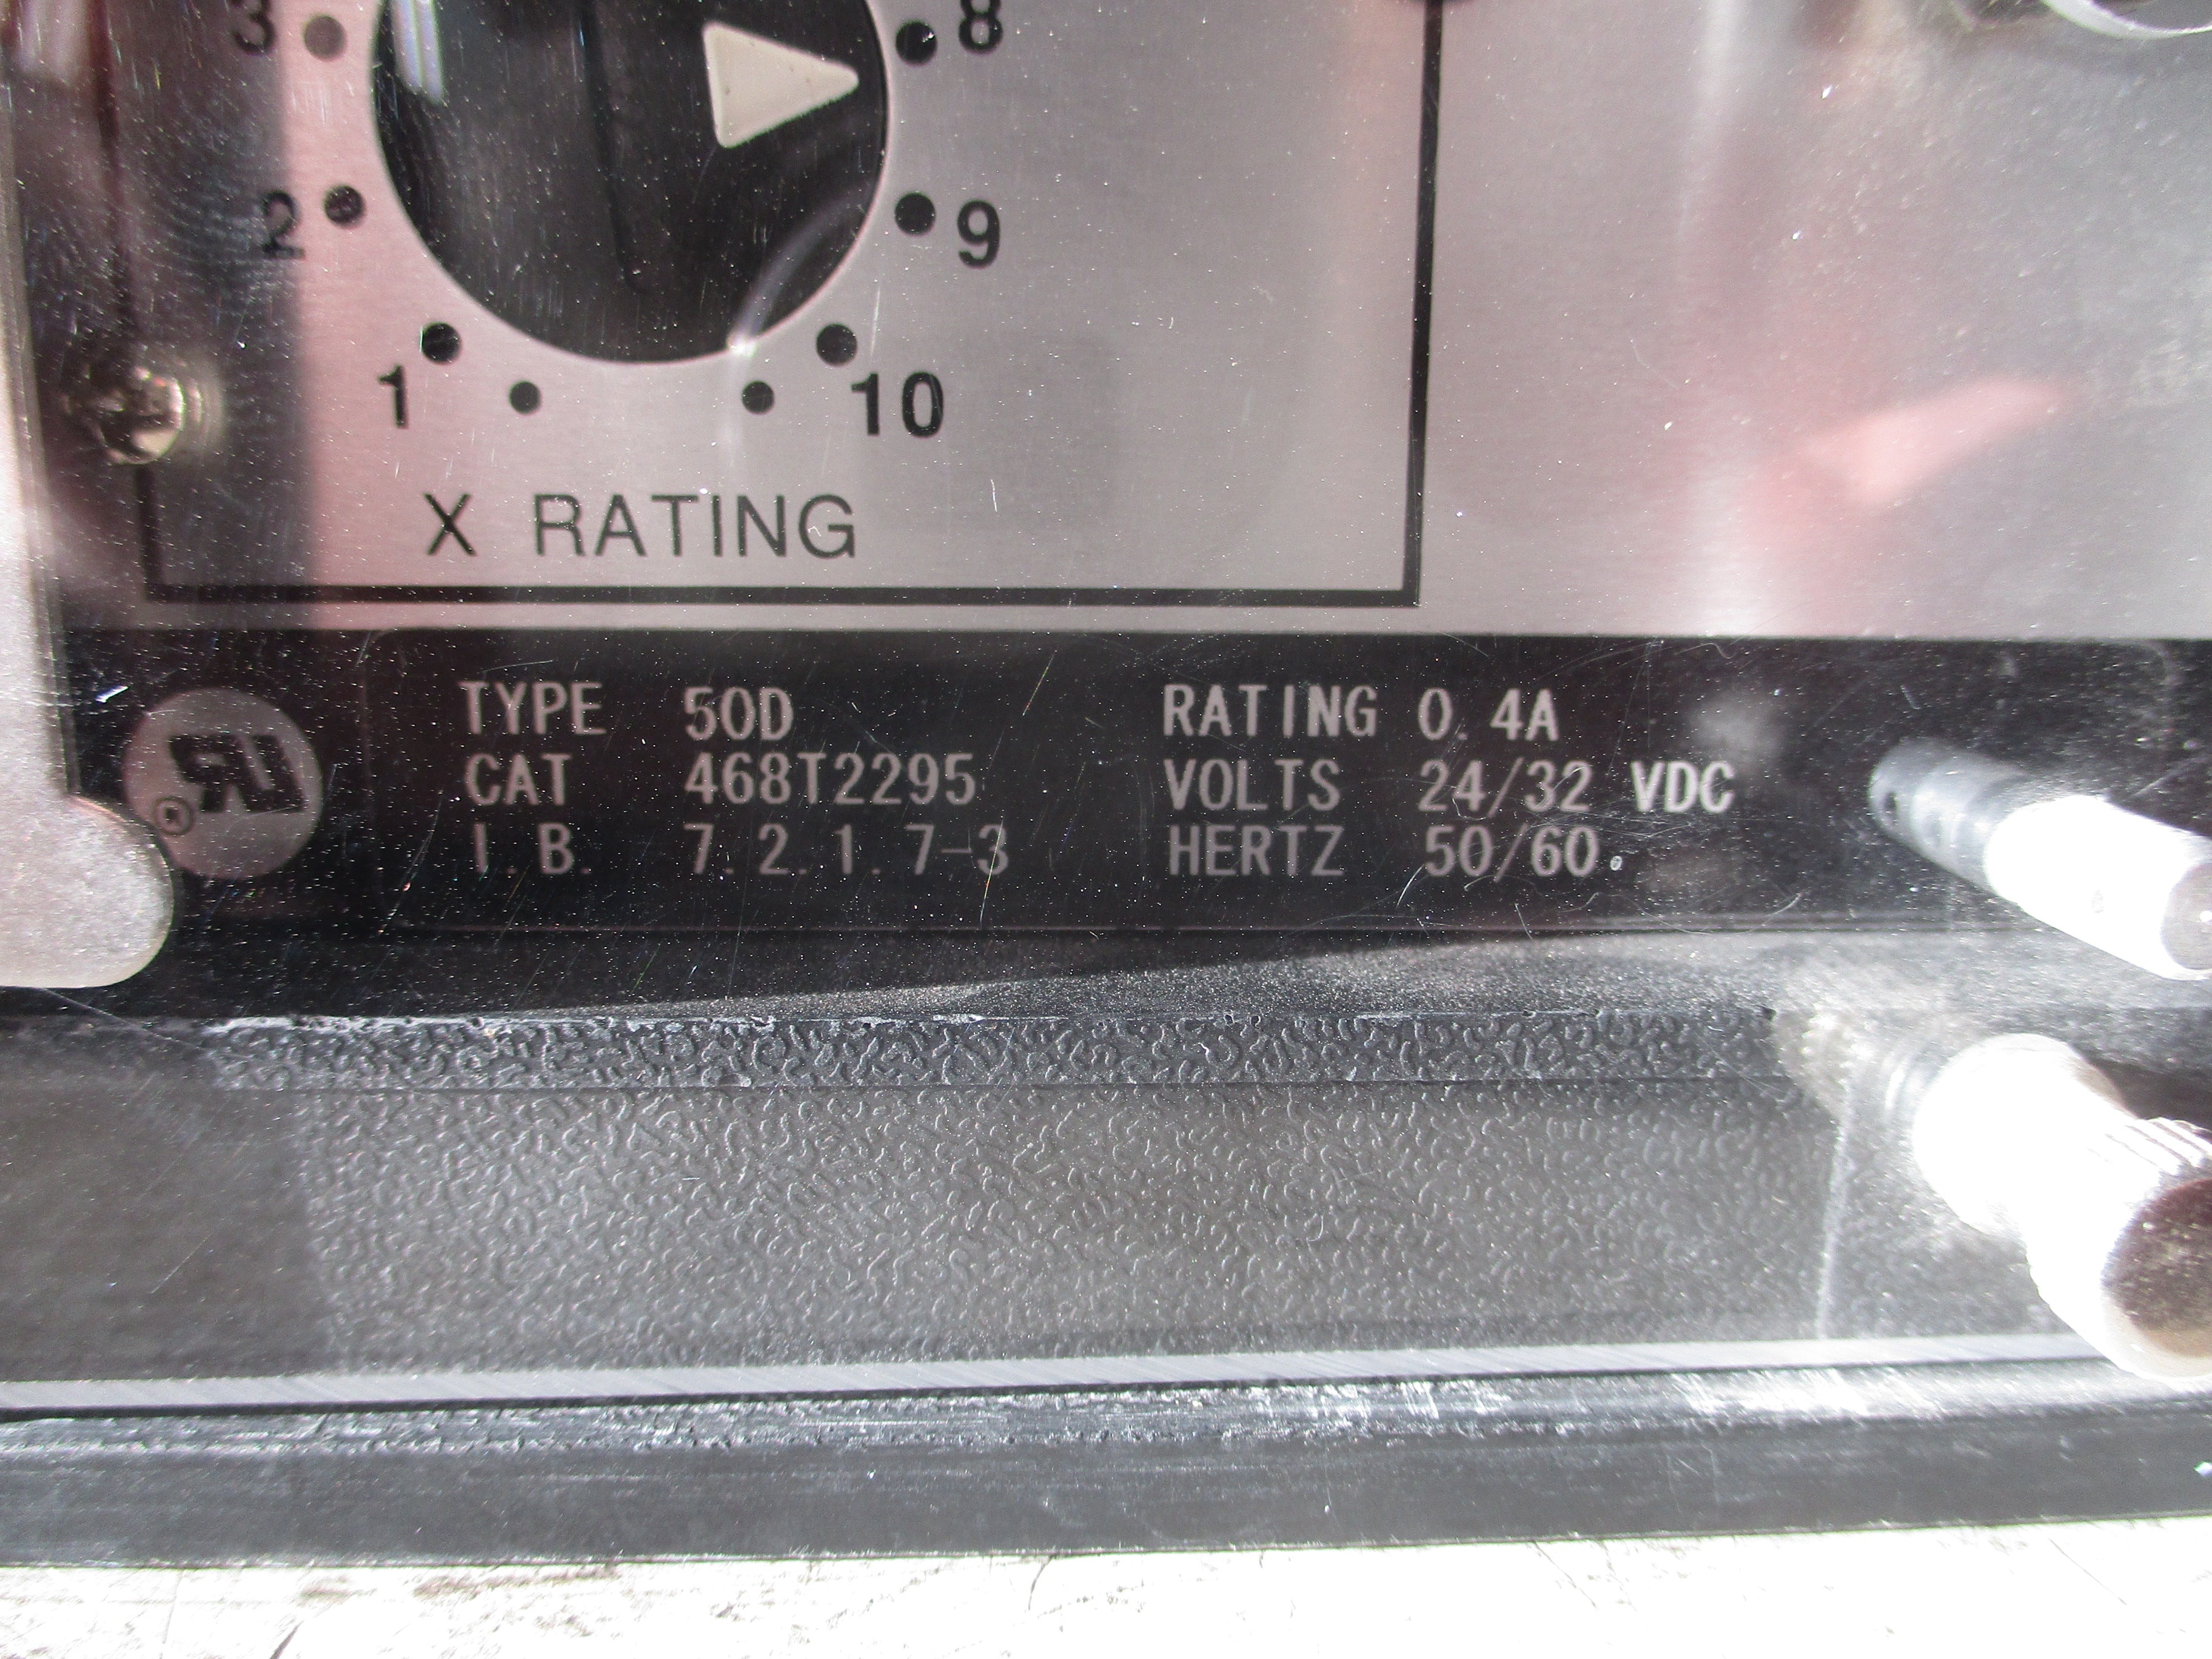 3 8
2 9
1 10
X RATING
TYPE 50D RATING 0.4A
CAT 468T2295 VOLTS 24/32 VDC
I.B. 7.2.1.7-3 HERTZ 50/60
®